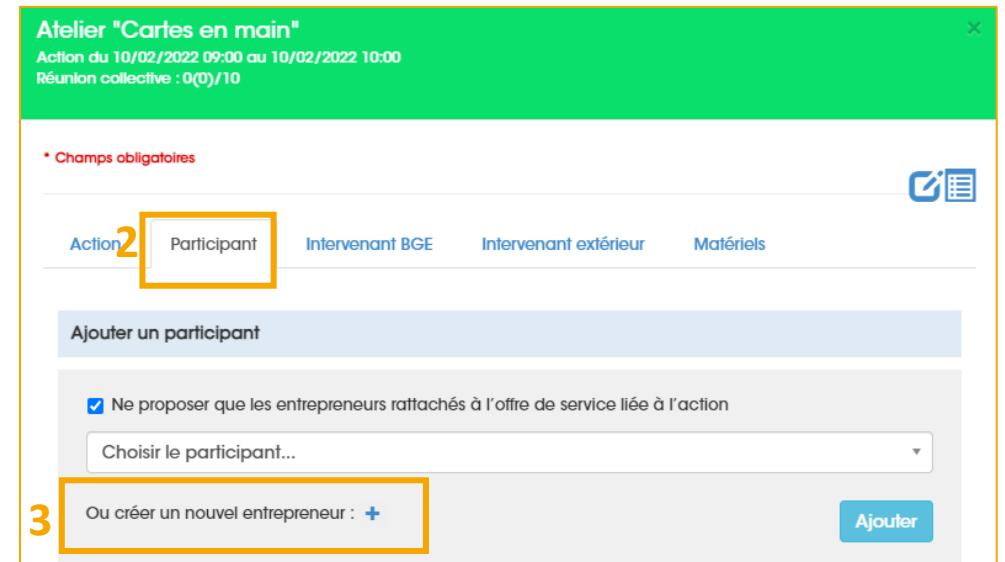 Atelier "Cartes en main"
Action du 10/02/2022 09:00 au 10/02/2022 10:00
Réunion collective : 0(0)/10
×
* Champs obligatoires
Action 2 Participant Intervenant BGE Intervenant extérieur Matériels
Ajouter un participant
Ne proposer que les entrepreneurs rattachés à l'offre de service liée à l'action
Choisir le participant...
3 Ou créer un nouvel entrepreneur : + Ajouter